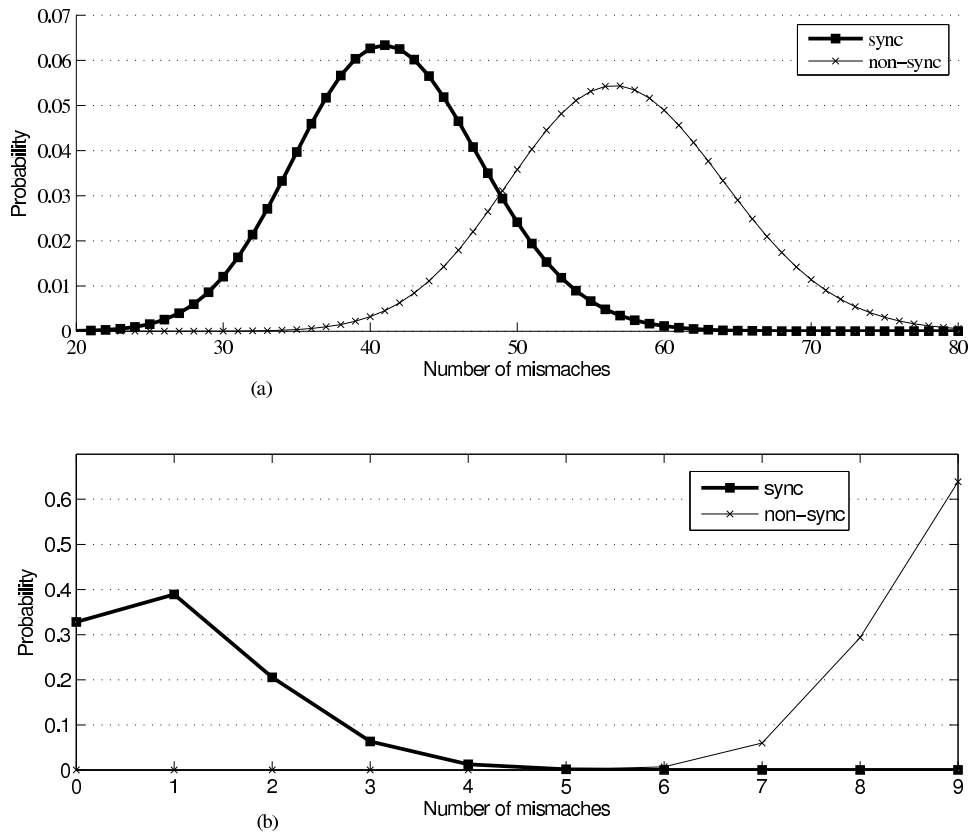 0.07
0.06
0.05
0.04
0.03
0.02
0.01
0
Probability
sync
non-sync
20 30 40 50 60 70 80
Number of mismaches
(a)
0.6
0.5
0.4
0.3
0.2
0.1
0
Probability
sync
non-sync
0 1 2 3 4 5 6 7 8 9
Number of mismaches
(b)